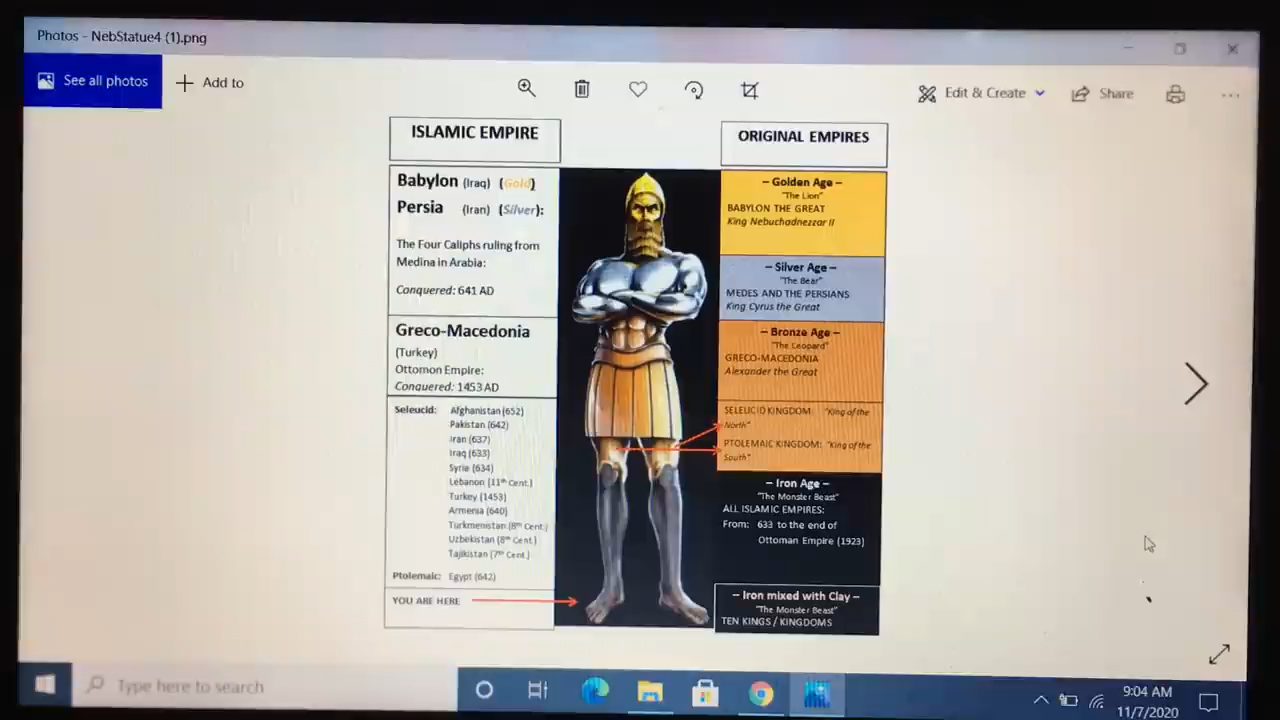 Photos - NebStatue4 (1).png
See all photos
Add to
Edit & Create
Share
ISLAMIC EMPIRE
Babylon (Iraq) (Gold)
Persia (Iran) (Silver):
The Four Caliphs ruling from
Medina in Arabia:
Conquered: 641 AD
Greco-Macedonia
(Turkey)
Ottomon Empire:
Conquered: 1453 AD
Seleucid: Afghanistan (652)
Pakistan (642)
Iran (637)
Iraq (633)
Syria (634)
Lebanon (11th Cent.)
Turkey (1453)
Armenia (640)
Turkmenistan (8th Cent.)
Uzbekistan (8th Cent.)
Tajikistan (7th Cent.)
Ptolemaic: Egypt (642)
YOU ARE HERE
ORIGINAL EMPIRES
– Golden Age –
"The Lion"
BABYLON THE GREAT
King Nebuchadnezzar II
– Silver Age –
"The Bear"
MEDES AND THE PERSIANS
King Cyrus the Great
– Bronze Age –
"The Leopard"
GRECO-MACEDONIA
Alexander the Great
SELEUCID KINGDOM: "King of the
North"
PTOLEMAIC KINGDOM: "King of the
South"
– Iron Age –
"The Monster Beast"
ALL ISLAMIC EMPIRES:
From: 633 to the end of
Ottoman Empire (1923)
– Iron mixed with Clay –
"The Monster Beast"
TEN KINGS / KINGDOMS
Type here to search
9:04 AM
11/7/2020